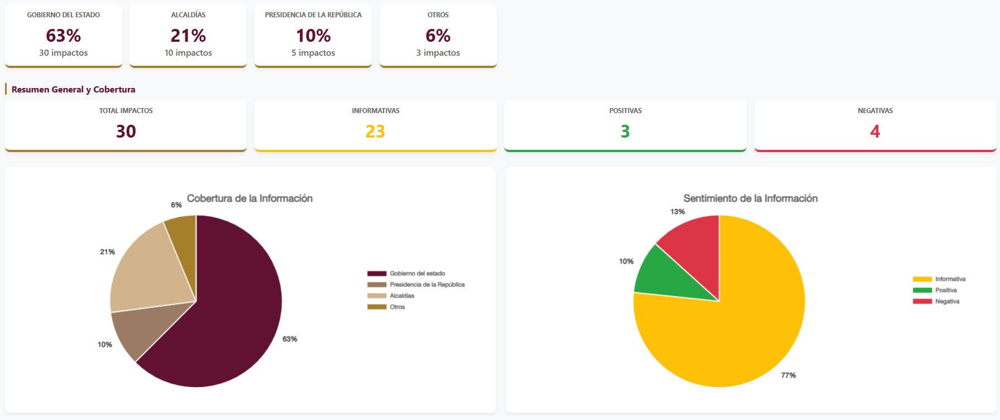 GOBIERNO DEL ESTADO
63%
30 impactos
ALCALDÍAS
21%
10 impactos
PRESIDENCIA DE LA REPÚBLICA
10%
5 impactos
OTROS
6%
3 impactos
Resumen General y Cobertura
TOTAL IMPACTOS
30
INFORMATIVAS
23
POSITIVAS
3
NEGATIVAS
4
Cobertura de la Información
6%
21%
10%
63%
Gobierno del estado
Presidencia de la República
Alcaldías
Otros
Sentimiento de la Información
13%
10%
77%
Informativa
Positiva
Negativa